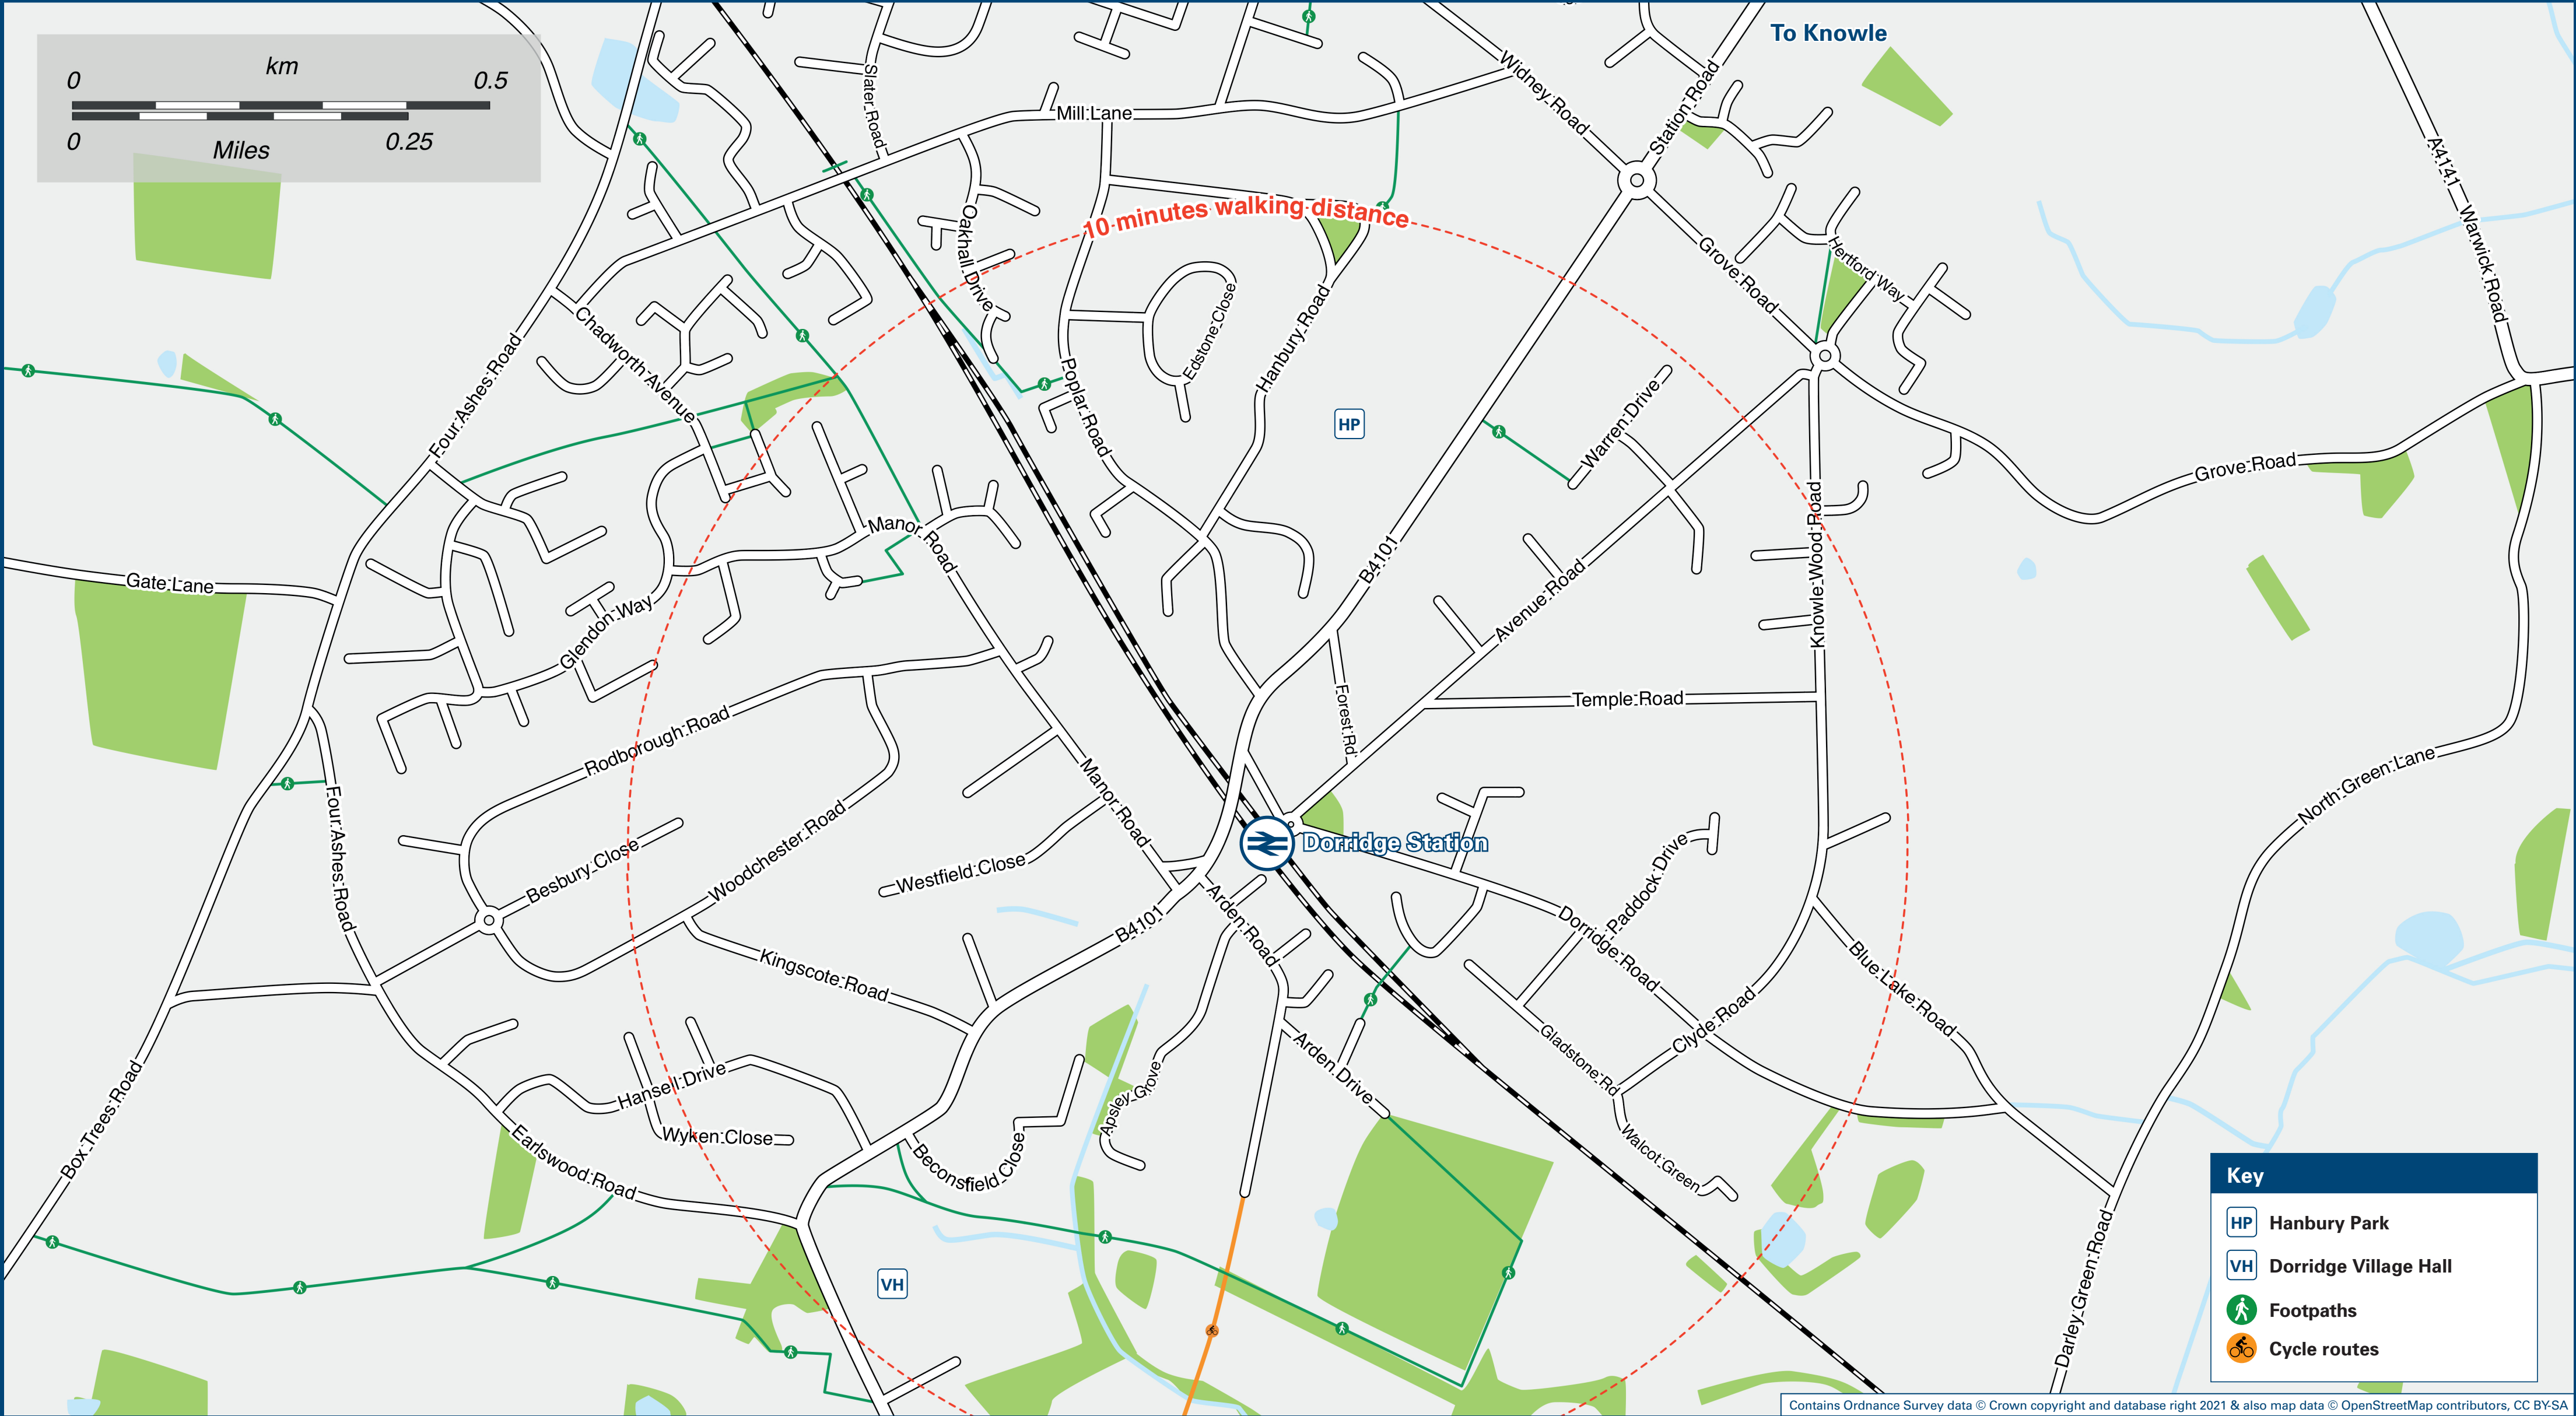 To Knowle
km
0
0.5
0
0.25
Miles
Slater Road
Mill Lane
Widney Road
Station Road
A4141
Warwick Road
10 minutes walking distance
Oakhall Drive
Hertford Way
Grove Road
Chadworth Avenue
Edstone Close
Hanbury Road
Four Ashes Road
Poplar Road
HP
Warren Drive
Grove Road
Manor Road
B4101
Knowle Wood Road
Gate Lane
Avenue Road
Glendon Way
Temple Road
Forest Rd
Rodborough Road
Manor Road
North Green Lane
Four Ashes Road
Dorridge Station
Besbury Close
Woodchester Road
Westfield Close
Paddock Drive
B4101
Arden Road
Dorridge Road
Blue Lake Road
Kingscote Road
Clyde Road
Gladstone Rd
Arden Drive
Hansell Drive
Apsley Grove
Box Trees Road
Wyken Close
Beconsfield Close
Walcot Green
Earlswood Road
VH
Darley Green Road
Key
HP Hanbury Park
VH Dorridge Village Hall
Footpaths
Cycle routes
Contains Ordnance Survey data © Crown copyright and database right 2021 & also map data © OpenStreetMap contributors, CC BY-SA